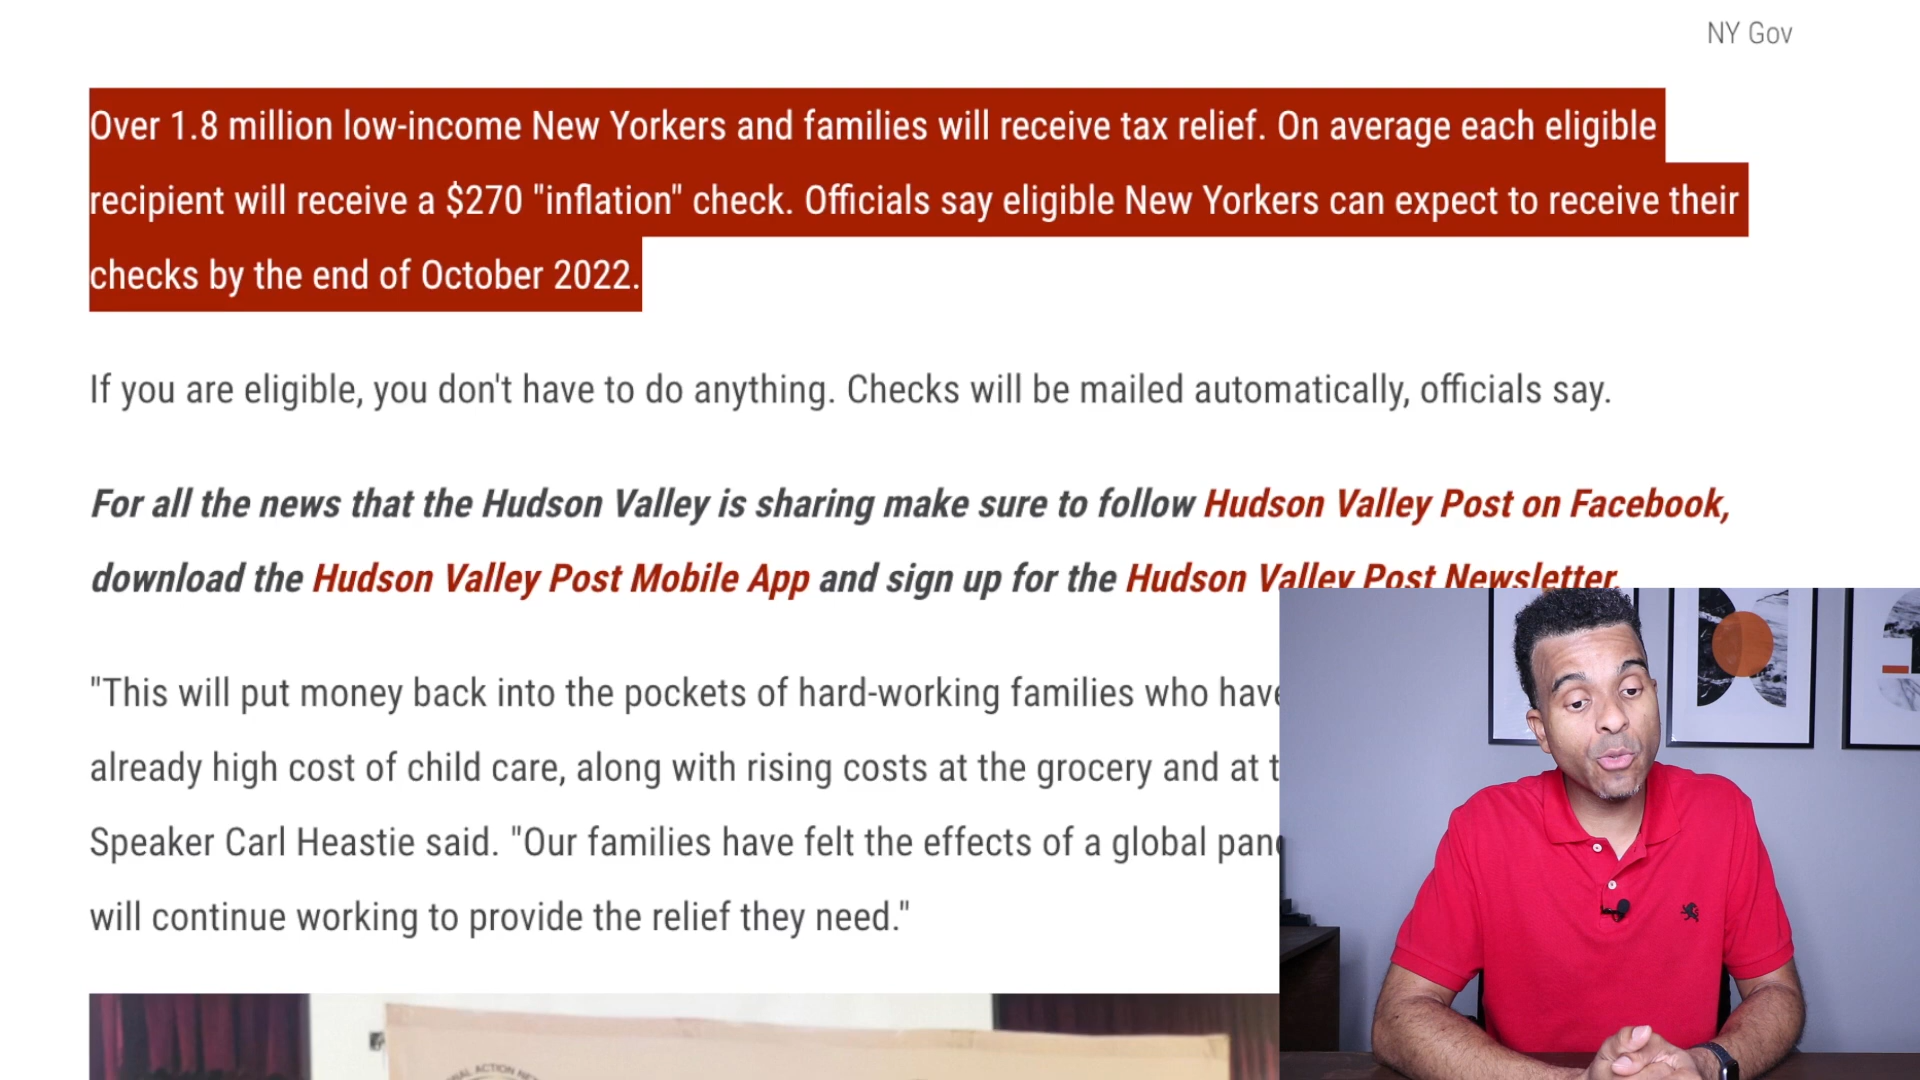 NY Gov
Over 1.8 million low-income New Yorkers and families will receive tax relief. On average each eligible
recipient will receive a $270 "inflation" check. Officials say eligible New Yorkers can expect to receive their
checks by the end of October 2022.
If you are eligible, you don't have to do anything. Checks will be mailed automatically, officials say.
For all the news that the Hudson Valley is sharing make sure to follow Hudson Valley Post on Facebook,
download the Hudson Valley Post Mobile App and sign up for the Hudson Valley Post Newsletter.
"This will put money back into the pockets of hard-working families who have
already high cost of child care, along with rising costs at the grocery and at
Speaker Carl Heastie said. "Our families have felt the effects of a global
will continue working to provide the relief they need."
ACTION